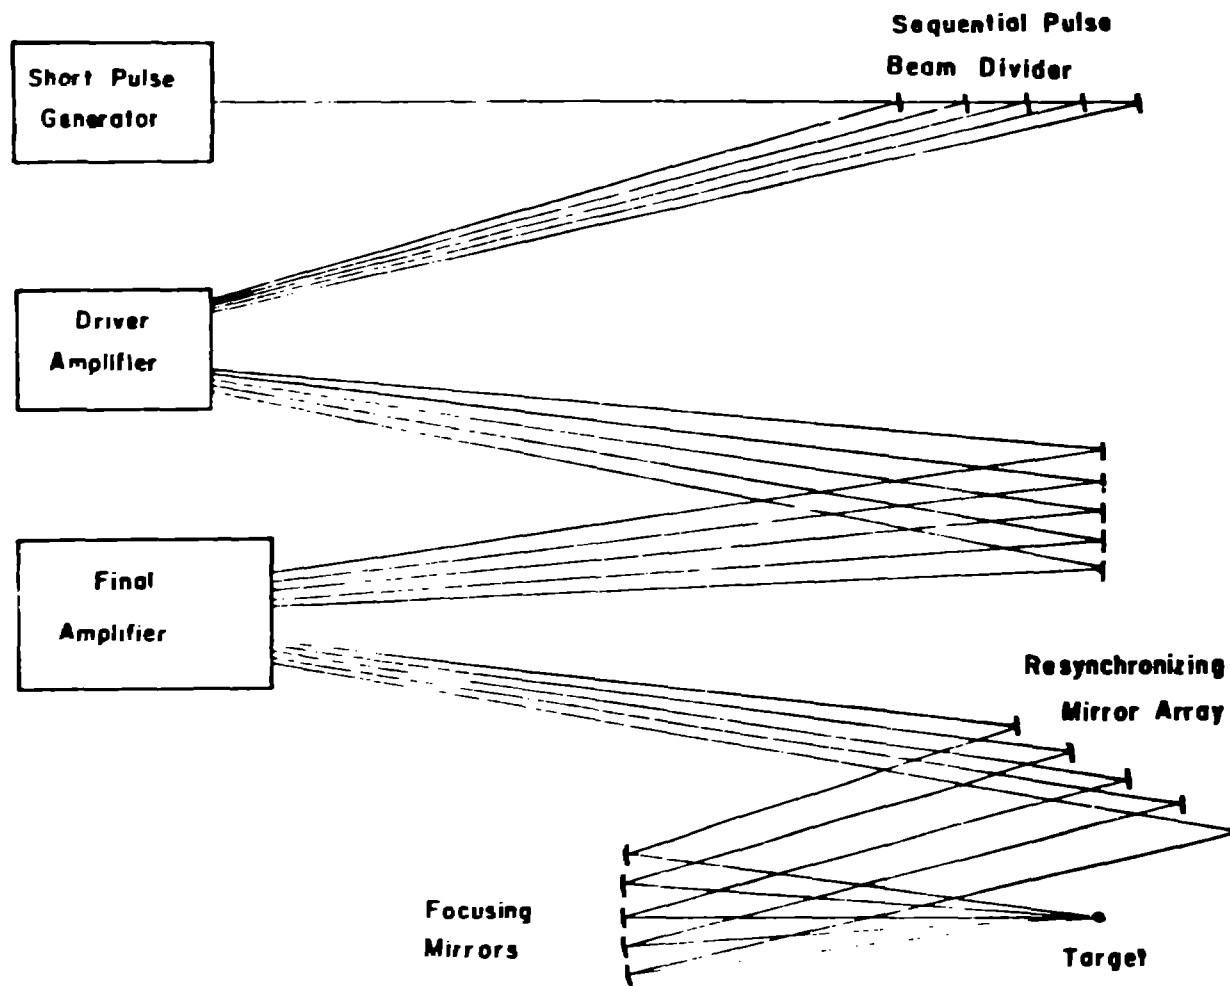 Sequential Pulse
Beam Divider
Short Pulse
Generator
Driver
Amplifier
Final
Amplifier
Resynchronizing
Mirror Array
Focusing
Mirrors
Target